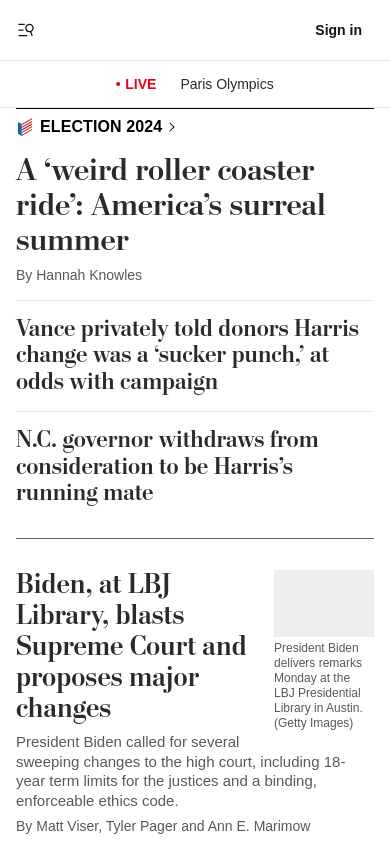 Sign in
• LIVE Paris Olympics
ELECTION 2024
A ‘weird roller coaster
ride’: America’s surreal
summer
By Hannah Knowles
Vance privately told donors Harris
change was a ‘sucker punch,’ at
odds with campaign
N.C. governor withdraws from
consideration to be Harris’s
running mate
Biden, at LBJ
Library, blasts
Supreme Court and
proposes major
changes
President Biden
delivers remarks
Monday at the
LBJ Presidential
Library in Austin.
(Getty Images)
President Biden called for several
sweeping changes to the high court, including 18-
year term limits for the justices and a binding,
enforceable ethics code.
By Matt Viser, Tyler Pager and Ann E. Marimow